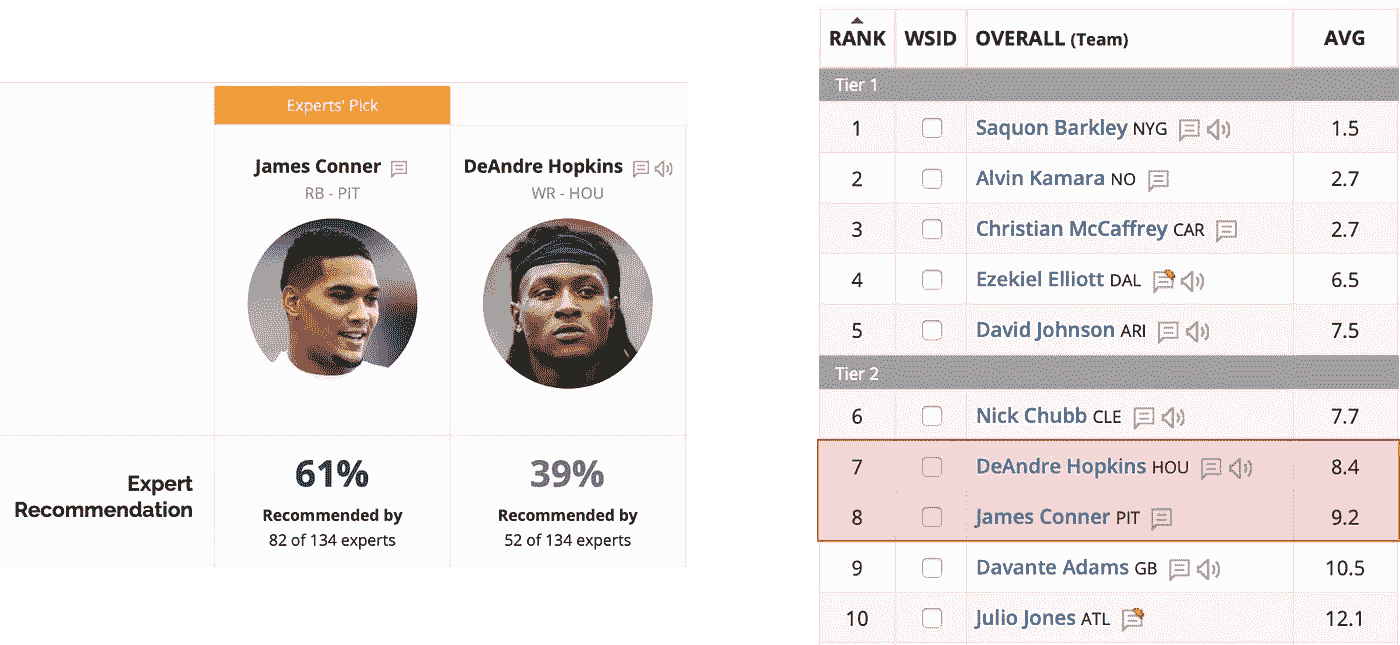 Experts' Pick
James Conner
RB - PIT
DeAndre Hopkins
WR - HOU
Expert
Recommendation
61%
Recommended by
82 of 134 experts
39%
Recommended by
52 of 134 experts
RANK WSID OVERALL (Team) AVG
Tier 1
1 Saquon Barkley NYG 1.5
2 Alvin Kamara NO 2.7
3 Christian McCaffrey CAR 2.7
4 Ezekiel Elliott DAL 6.5
5 David Johnson ARI 7.5
Tier 2
6 Nick Chubb CLE 7.7
7 DeAndre Hopkins HOU 8.4
8 James Conner PIT 9.2
9 Davante Adams GB 10.5
10 Julio Jones ATL 12.1